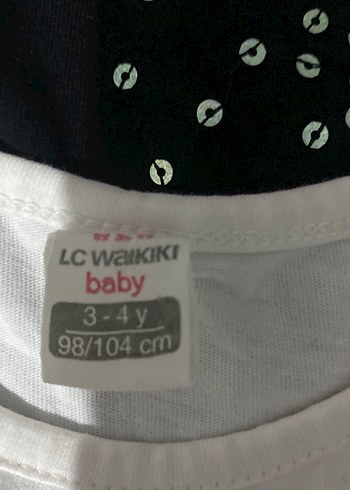 LC WAIKIKI
baby
3 - 4 y
98/104 cm